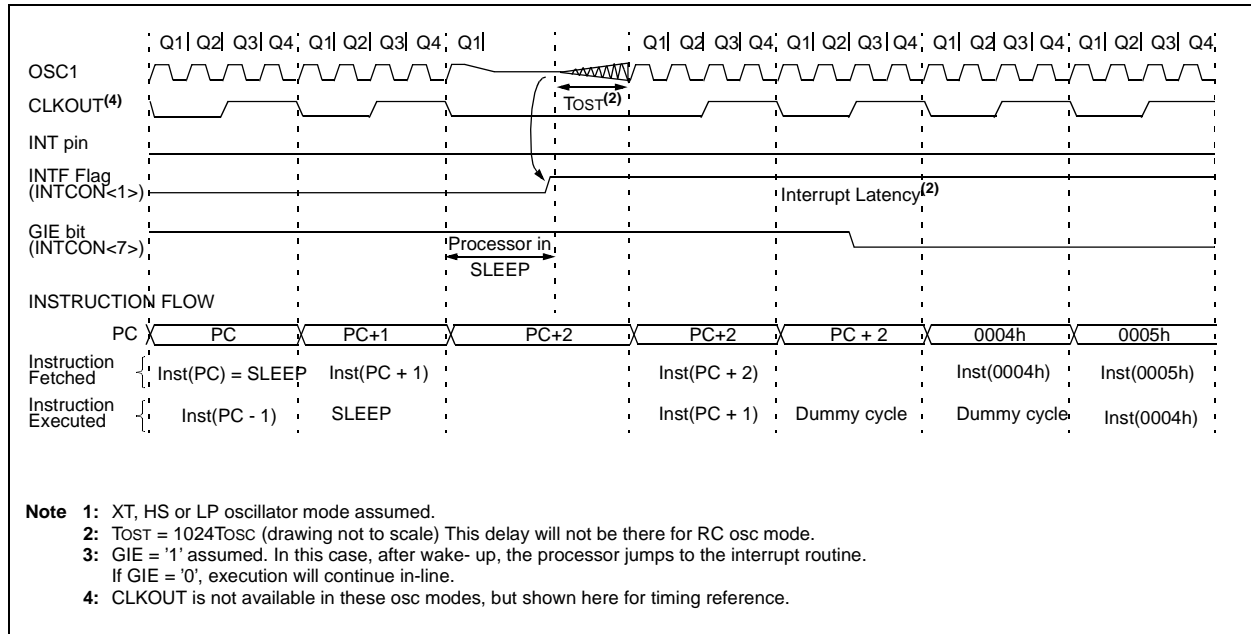 Q1 Q2 Q3 Q4 Q1 Q2 Q3 Q4 Q1 Q1 Q2 Q3 Q4 Q1 Q2 Q3 Q4 Q1 Q2 Q3 Q4 Q1 Q2 Q3 Q4
OSC1
CLKOUT(4)
TOST(2)
INT pin
INTF Flag
(INTCON<1>)
Interrupt Latency(2)
GIE bit
(INTCON<7>)
Processor in
SLEEP
INSTRUCTION FLOW
PC PC PC+1 PC+2 PC+2 PC + 2 0004h 0005h
Instruction
Fetched
Inst(PC) = SLEEP Inst(PC + 1) Inst(PC + 2) Inst(0004h) Inst(0005h)
Instruction
Executed
Inst(PC - 1) SLEEP Inst(PC + 1) Dummy cycle Dummy cycle Inst(0004h)
Note 1: XT, HS or LP oscillator mode assumed.
2: TOST = 1024TOSC (drawing not to scale) This delay will not be there for RC osc mode.
3: GIE = '1' assumed. In this case, after wake- up, the processor jumps to the interrupt routine.
If GIE = '0', execution will continue in-line.
4: CLKOUT is not available in these osc modes, but shown here for timing reference.